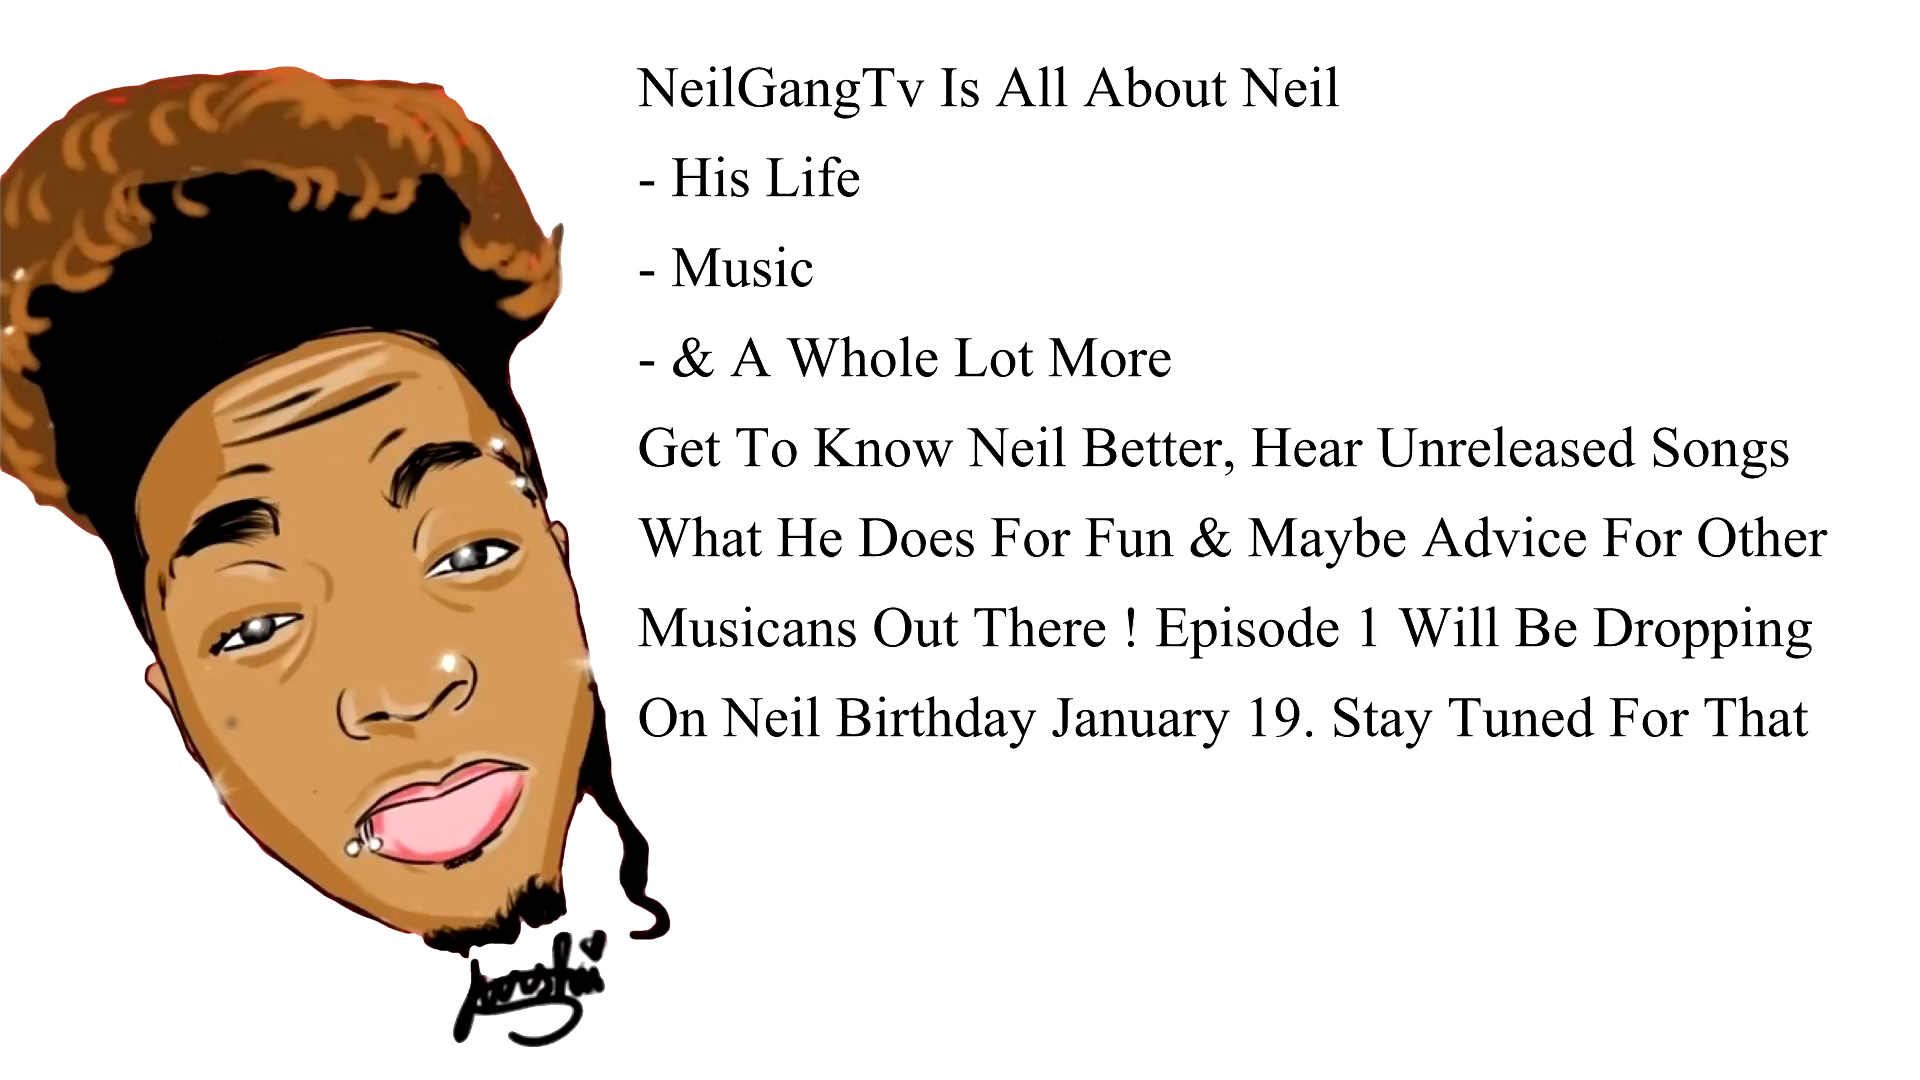 NeilGangTv Is All About Neil
- His Life
- Music
- & A Whole Lot More
Get To Know Neil Better, Hear Unreleased Songs
What He Does For Fun & Maybe Advice For Other
Musicans Out There ! Episode 1 Will Be Dropping
On Neil Birthday January 19. Stay Tuned For That